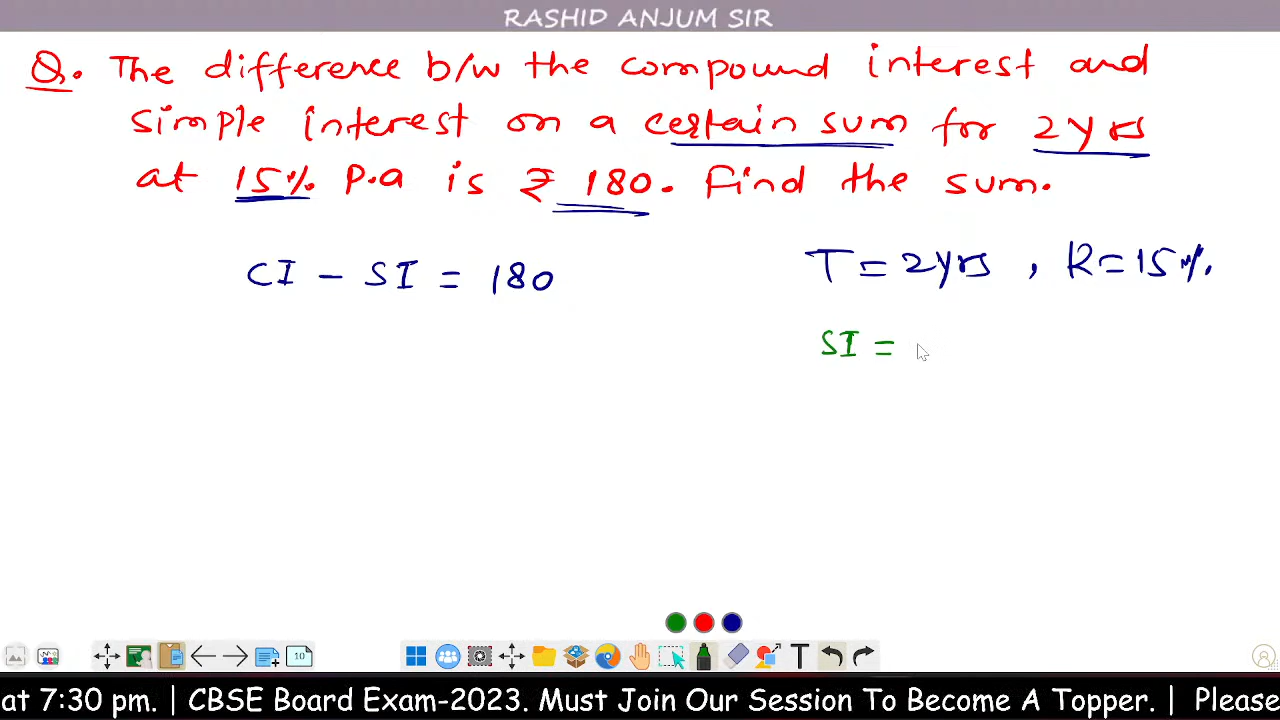 RASHID ANJUM SIR
Q. The difference b/w the compound interest and
simple interest on a certain sum for 2yrs
at 15% P.a is ₹ 180. Find the sum.
CI - SI = 180
T = 2yrs , R = 15%.
SI =
10
T
at 7:30 pm. | CBSE Board Exam-2023. Must Join Our Session To Become A Topper. | Please